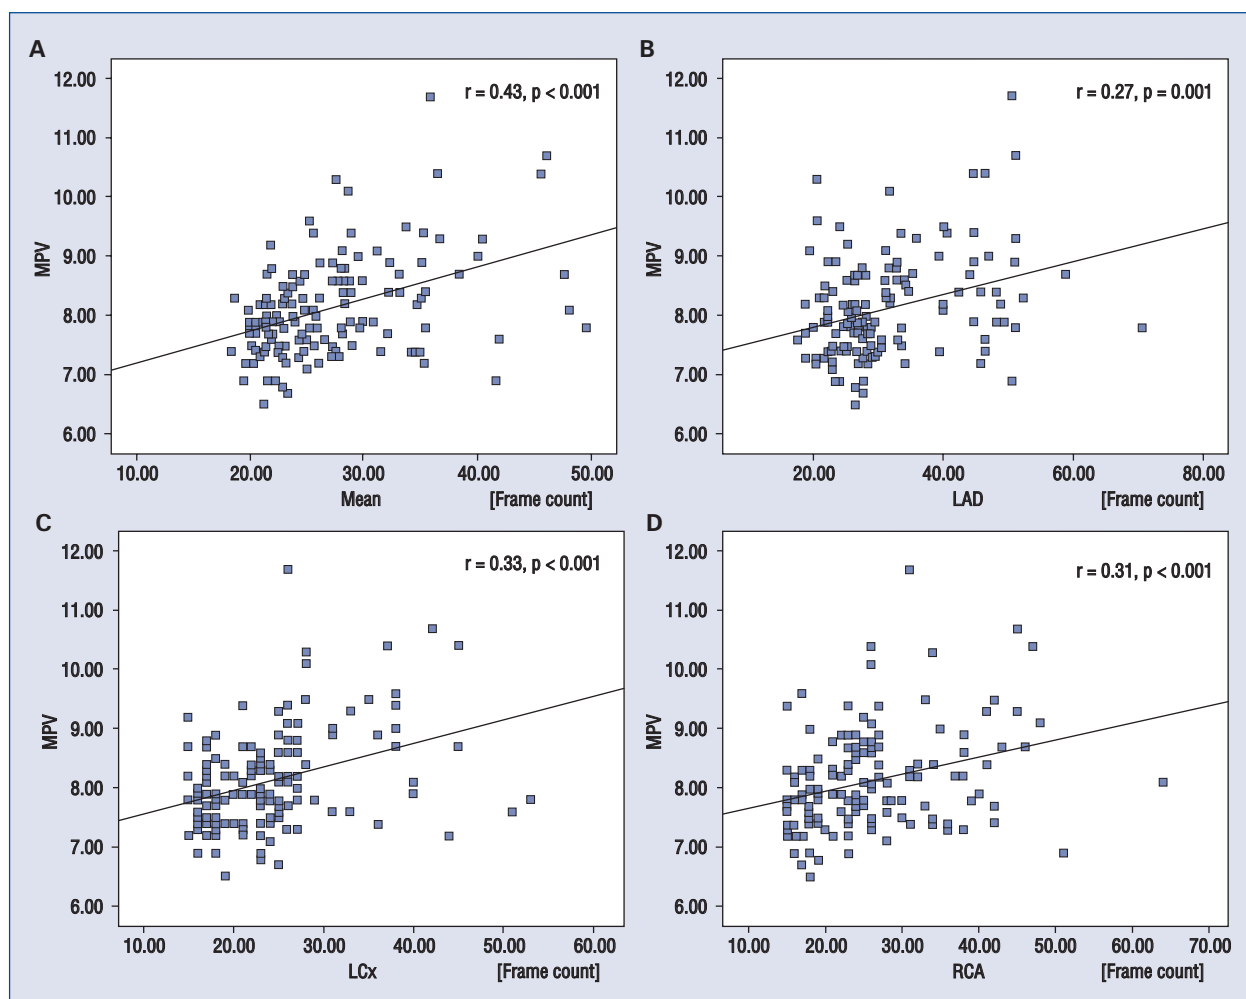 A
r = 0.43, p < 0.001
MPV
12.00
11.00
10.00
9.00
8.00
7.00
6.00
10.00 20.00 30.00 40.00 50.00
Mean [Frame count]
B
r = 0.27, p = 0.001
MPV
12.00
11.00
10.00
9.00
8.00
7.00
6.00
20.00 40.00 60.00 80.00
LAD [Frame count]
C
r = 0.33, p < 0.001
MPV
12.00
11.00
10.00
9.00
8.00
7.00
6.00
10.00 20.00 30.00 40.00 50.00 60.00
LCx [Frame count]
D
r = 0.31, p < 0.001
MPV
12.00
11.00
10.00
9.00
8.00
7.00
6.00
10.00 20.00 30.00 40.00 50.00 60.00 70.00
RCA [Frame count]